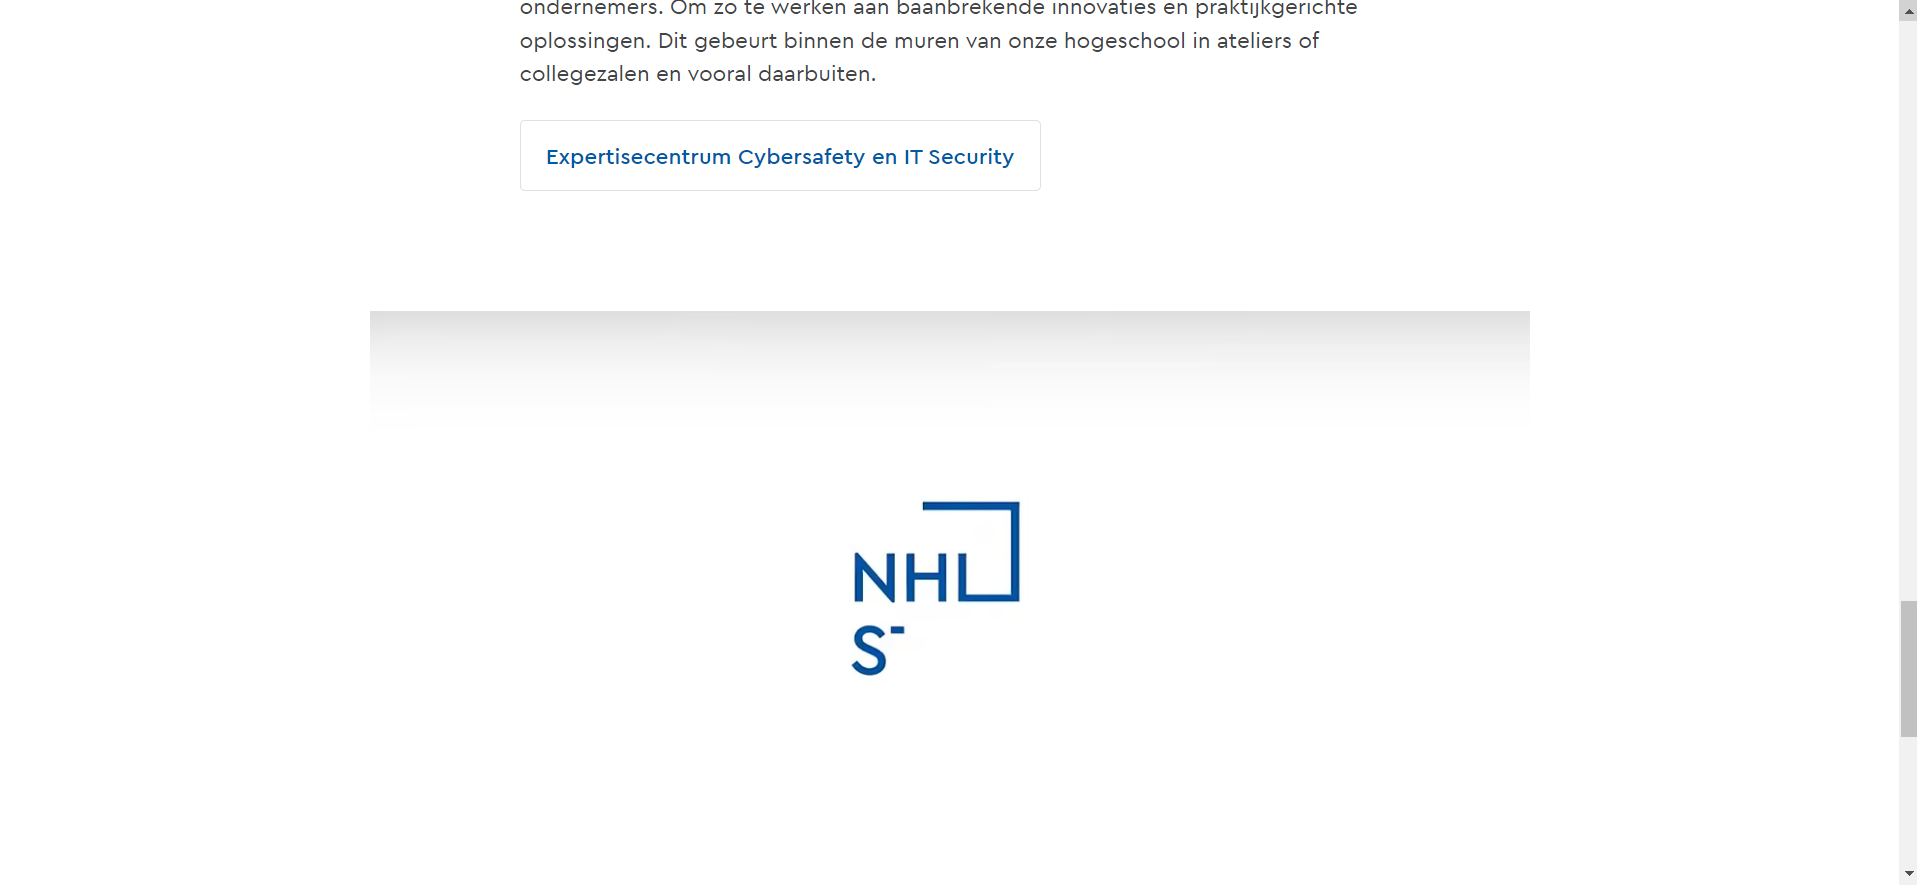 ondernemers. Om zo te werken aan baanbrekende innovaties en praktijkgerichte
oplossingen. Dit gebeurt binnen de muren van onze hogeschool in ateliers of
collegezalen en vooral daarbuiten.
Expertisecentrum Cybersafety en IT Security
NHL
S